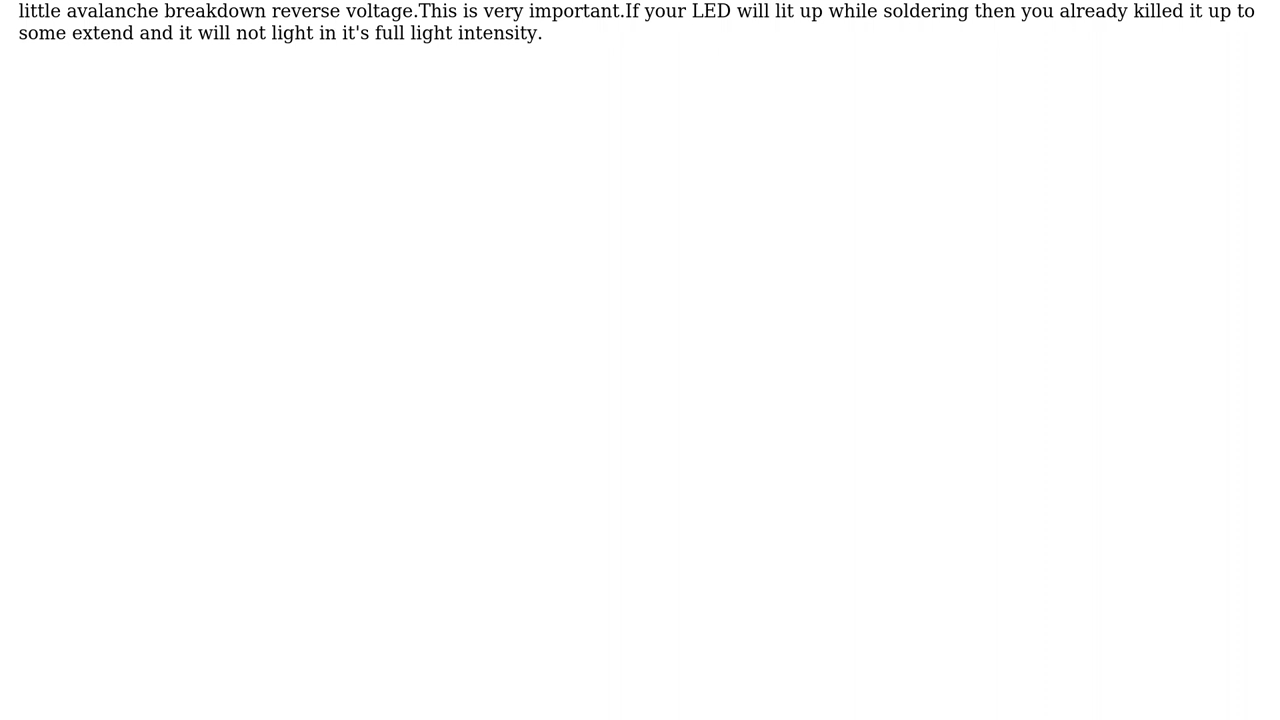 little avalanche breakdown reverse voltage.This is very important.If your LED will lit up while soldering then you already killed it up to
some extend and it will not light in it's full light intensity.